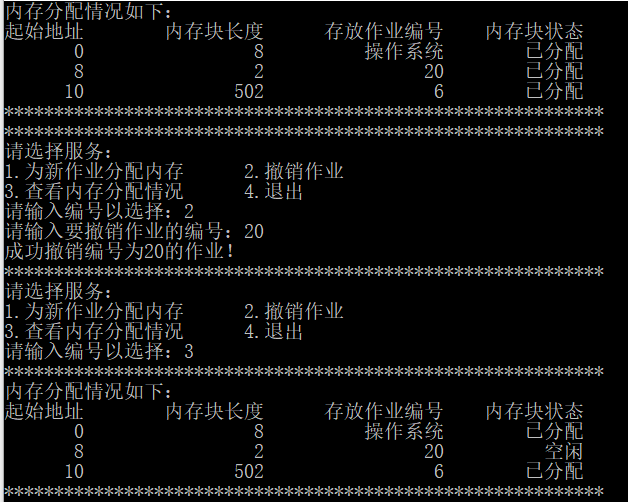 内存分配情况如下：
起始地址 内存块长度 存放作业编号 内存块状态
0 8 操作系统 已分配
8 2 20 已分配
10 502 6 已分配
************************************************************
************************************************************
请选择服务：
1.为新作业分配内存 2.撤销作业
3.查看内存分配情况 4.退出
请输入编号以选择：2
请输入要撤销作业的编号：20
成功撤销编号为20的作业！
************************************************************
请选择服务：
1.为新作业分配内存 2.撤销作业
3.查看内存分配情况 4.退出
请输入编号以选择：3
************************************************************
内存分配情况如下：
起始地址 内存块长度 存放作业编号 内存块状态
0 8 操作系统 已分配
8 2 20 空闲
10 502 6 已分配
************************************************************